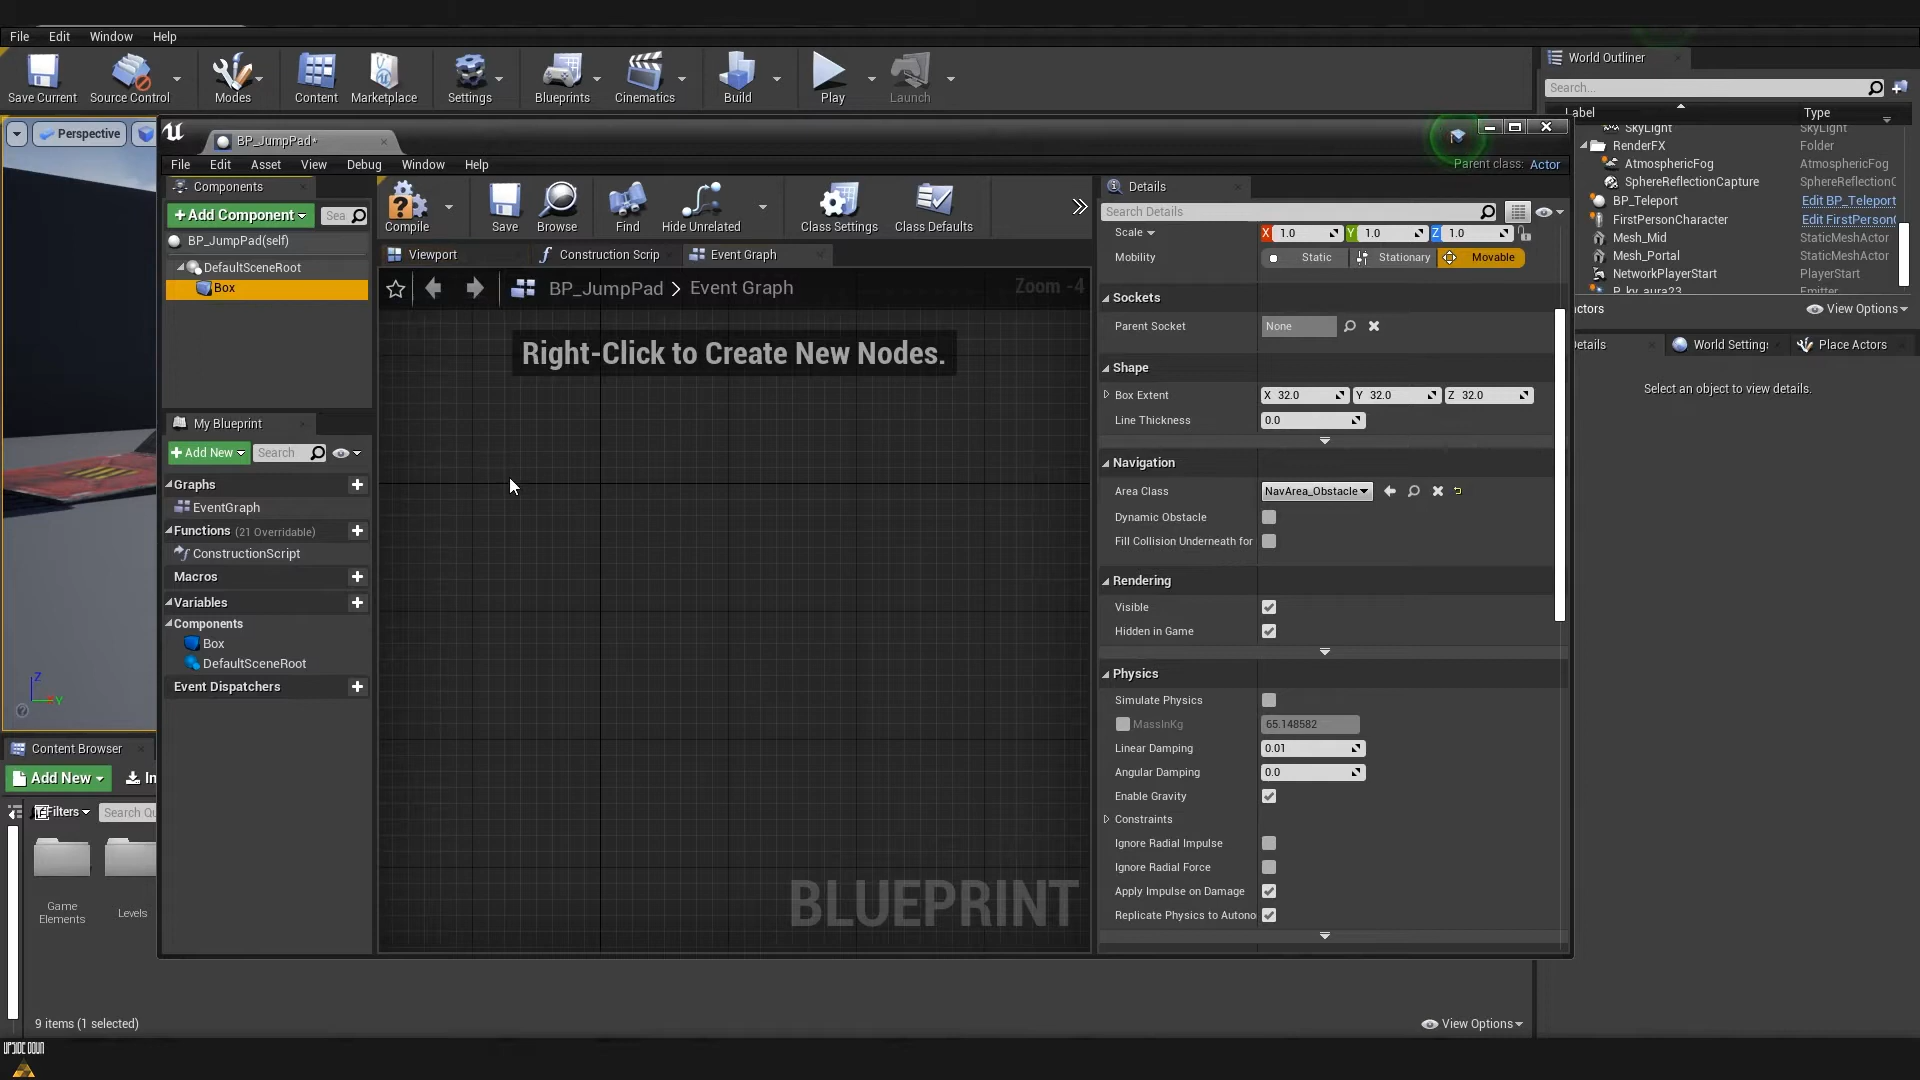 File Edit Window Help
Save Current Source Control Modes Content Marketplace Settings Blueprints Cinematics Build Play Launch
World Outliner
Search...
Label Type
SkyLight SkyLight
RenderFX Folder
AtmosphericFog AtmosphericFog
SphereReflectionCapture SphereReflectionC
BP_Teleport Edit BP_Teleport
FirstPersonCharacter Edit FirstPerson
Mesh_Mid StaticMeshActor
Mesh_Portal StaticMeshActor
NetworkPlayerStart PlayerStart
P_ky_aura23 Emitter
actors View Options
Details World Settings Place Actors
Select an object to view details.
Perspective
BP_JumpPad*
File Edit Asset View Debug Window Help
Parent class: Actor
Components
+Add Component Sea
BP_JumpPad(self)
DefaultSceneRoot
Box
Compile Save Browse Find Hide Unrelated Class Settings Class Defaults
Viewport Construction Scrip Event Graph
BP_JumpPad > Event Graph
Zoom -4
Right-Click to Create New Nodes.
BLUEPRINT
My Blueprint
+Add New Search
Graphs
EventGraph
Functions (21 Overridable)
ConstructionScript
Macros
Variables
Components
Box
DefaultSceneRoot
Event Dispatchers
Details
Search Details
Scale X 1.0 Y 1.0 Z 1.0
Mobility Static Stationary Movable
Sockets
Parent Socket None
Shape
Box Extent X 32.0 Y 32.0 Z 32.0
Line Thickness 0.0
Navigation
Area Class NavArea_Obstacle
Dynamic Obstacle
Fill Collision Underneath for
Rendering
Visible
Hidden in Game
Physics
Simulate Physics
MassInKg 65.148582
Linear Damping 0.01
Angular Damping 0.0
Enable Gravity
Constraints
Ignore Radial Impulse
Ignore Radial Force
Apply Impulse on Damage
Replicate Physics to Autono
Z
Y
Content Browser
Add New Im
Filters Search
Game Elements
Levels
9 items (1 selected)
View Options
UPSIDE DOWN